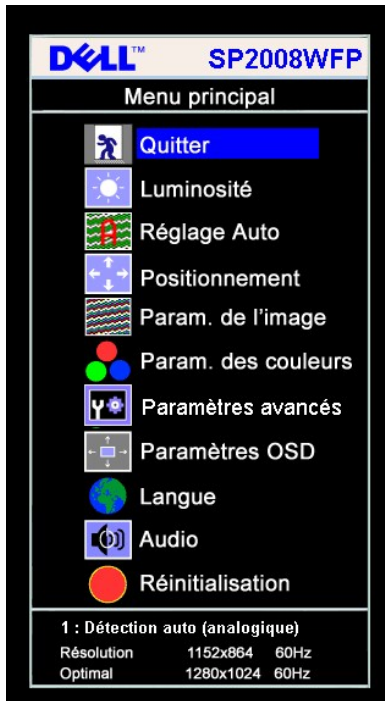 DELL™ SP2008WFP
Menu principal
Quitter
Luminosité
Réglage Auto
Positionnement
Param. de l'image
Param. des couleurs
Paramètres avancés
Paramètres OSD
Langue
Audio
Réinitialisation
1 : Détection auto (analogique)
Résolution 1152x864 60Hz
Optimal 1280x1024 60Hz